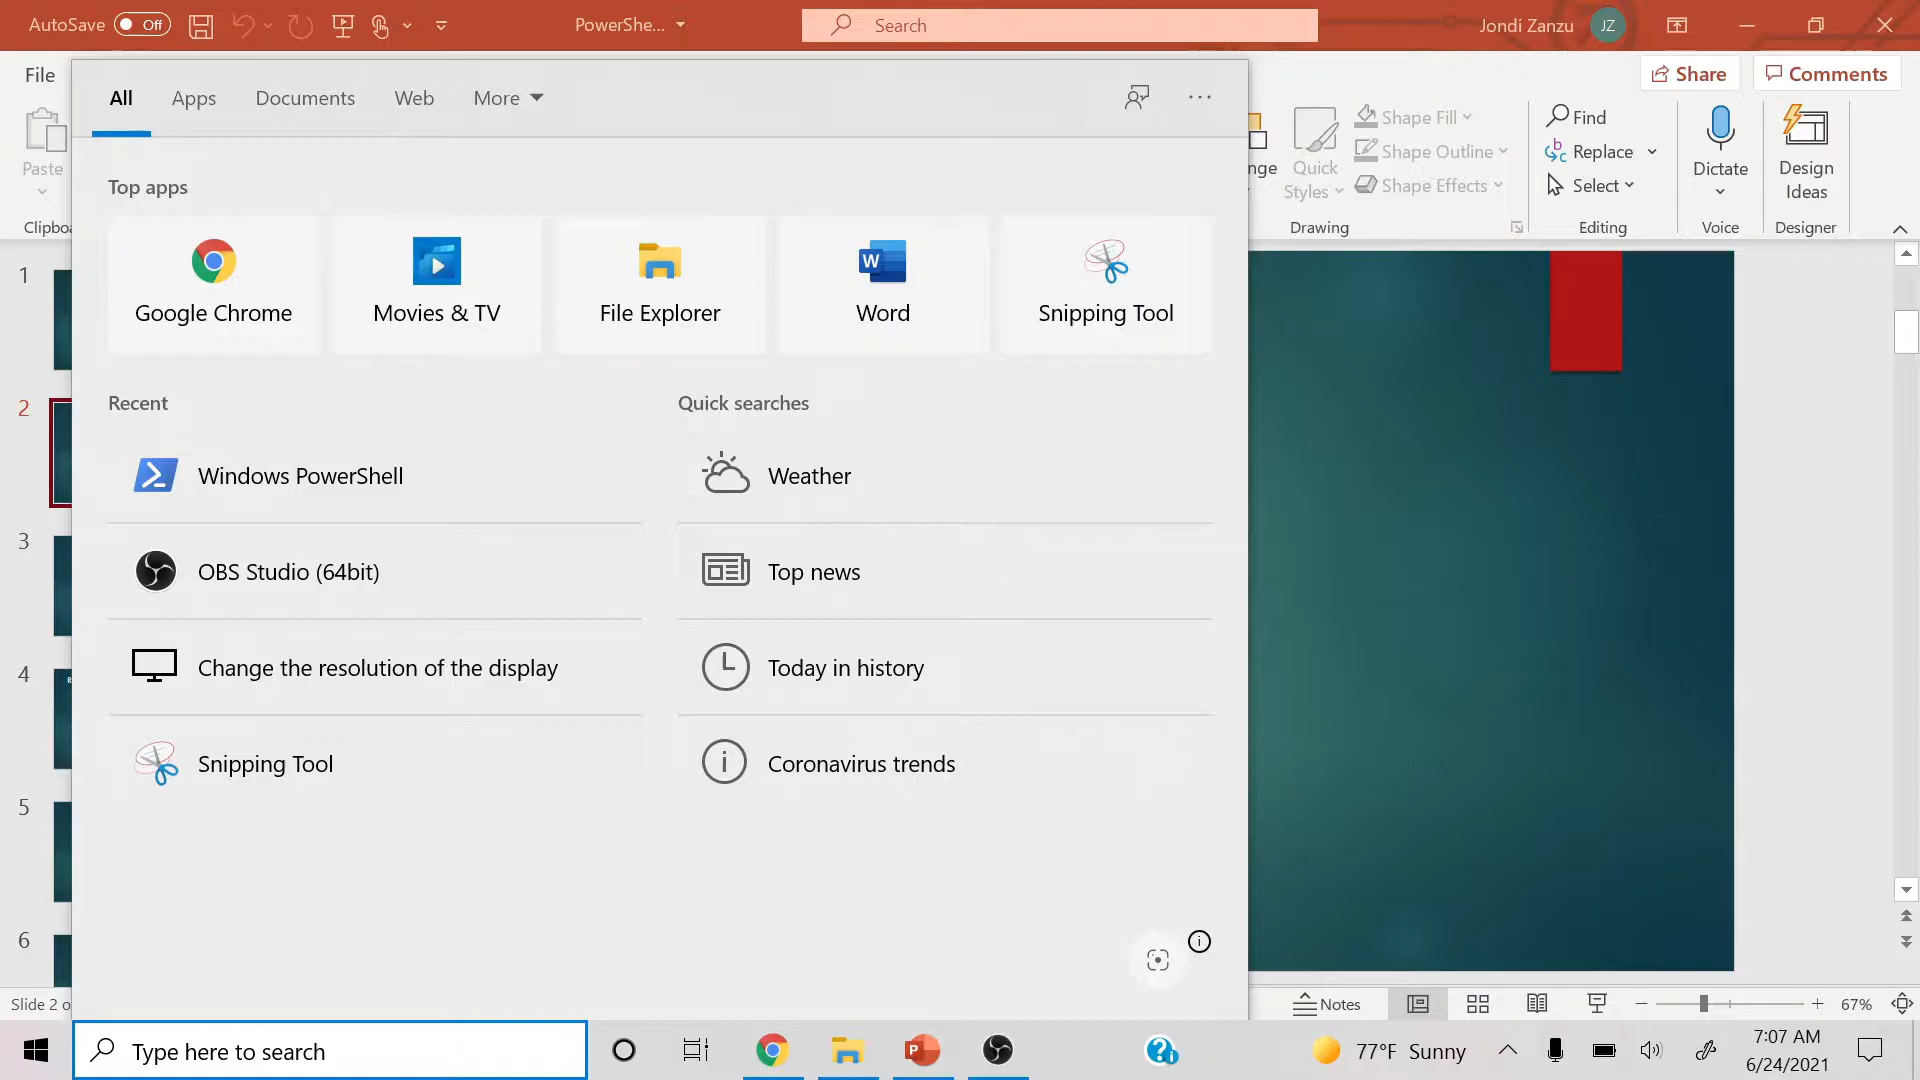 AutoSave Off PowerShe... Search Jondi Zanzu JZ
File Share Comments
All Apps Documents Web More
Paste
Clipboa
nge
Quick
Styles
Shape Fill
Shape Outline
Shape Effects
Drawing
Find
Replace
Select
Editing
Dictate
Voice
Design
Ideas
Designer
Top apps
Google Chrome Movies & TV File Explorer Word Snipping Tool
Recent
Windows PowerShell
OBS Studio (64bit)
Change the resolution of the display
Snipping Tool
Quick searches
Weather
Top news
Today in history
Coronavirus trends
1
2
3
4
5
6
Slide 2 o Notes 67%
Type here to search
77°F Sunny
7:07 AM
6/24/2021